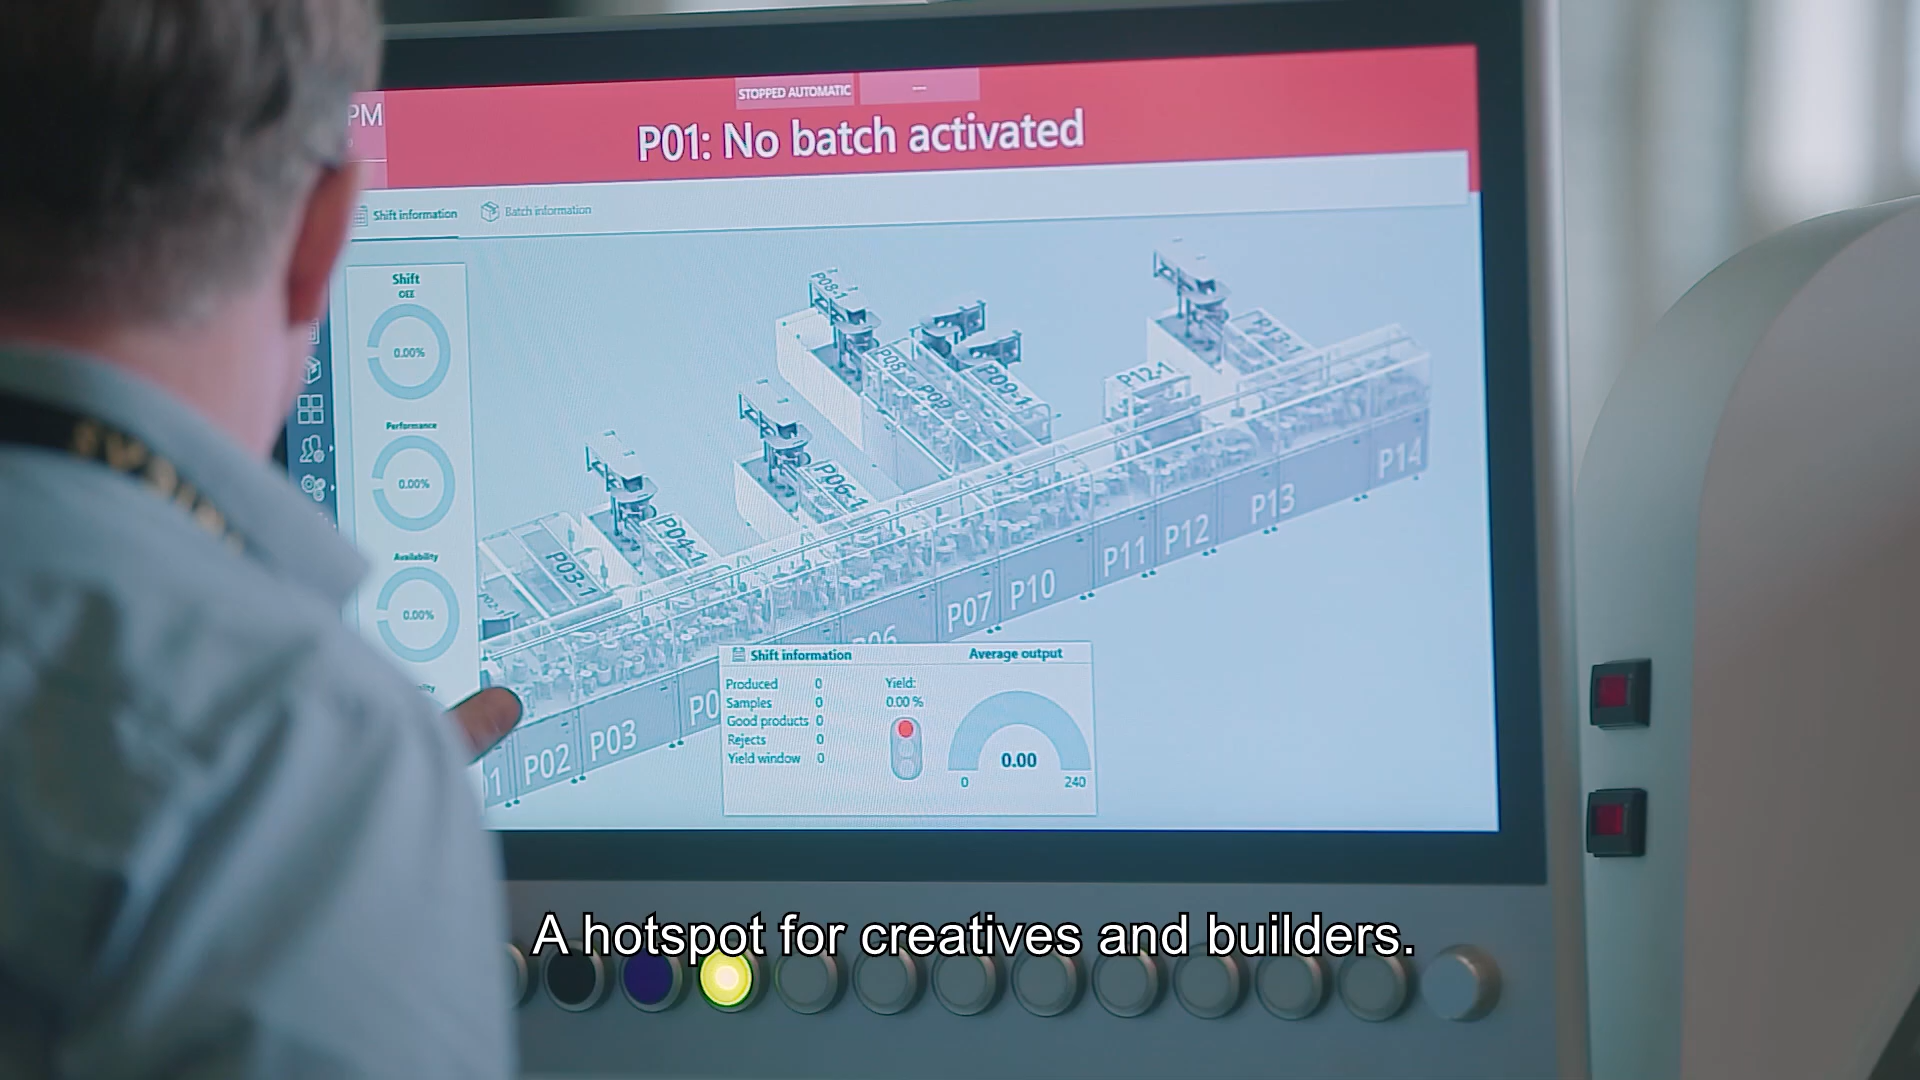 PM
STOPPED AUTOMATIC
---
P01: No batch activated
Shift information
Batch information
Shift
OEE
0.00%
Performance
0.00%
Availability
0.00%
P08-1
P08
P09
P09-1
P13-1
P12-1
P06-1
P04-1
P03-1
P02
P03
P07
P10
P11
P12
P13
P14
Shift information
Average output
Produced 0
Samples 0
Good products 0
Rejects 0
Yield window 0
Yield:
0.00 %
0.00
0
240
A hotspot for creatives and builders.